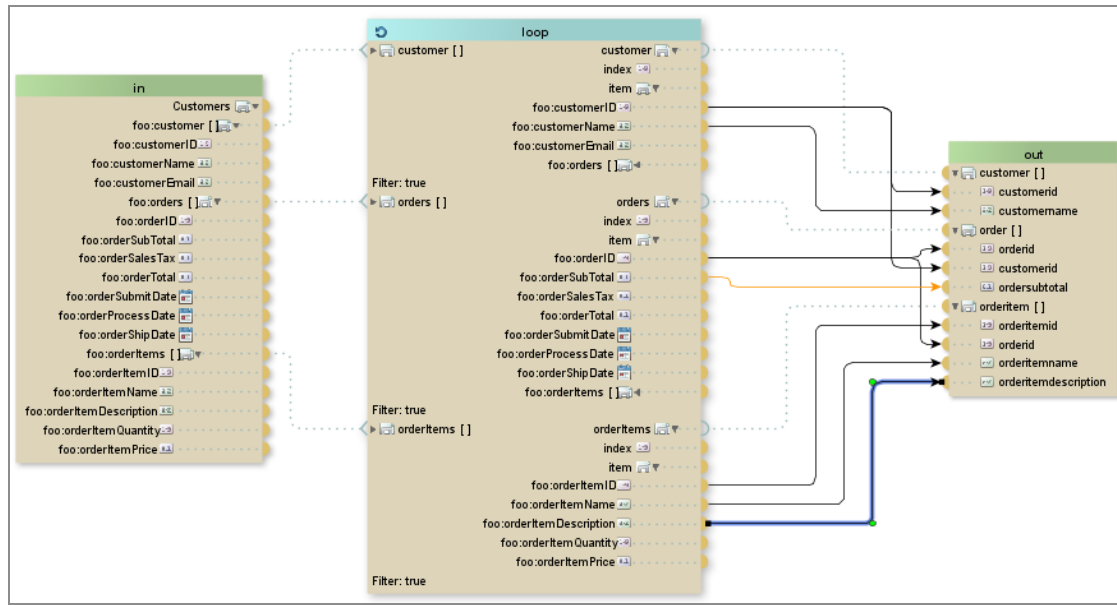 in
Customers
foo:customer [ ]
foo:customerID
foo:customerName
foo:customerEmail
foo:orders [ ]
foo:orderID
foo:orderSubTotal
foo:orderSalesTax
foo:orderTotal
foo:orderSubmitDate
foo:orderProcessDate
foo:orderShipDate
foo:orderItems [ ]
foo:orderItemID
foo:orderItemName
foo:orderItemDescription
foo:orderItemQuantity
foo:orderItemPrice
loop
customer [ ] customer
index
item
foo:customerID
foo:customerName
foo:customerEmail
foo:orders [ ]
Filter: true
orders [ ] orders
index
item
foo:orderID
foo:orderSubTotal
foo:orderSalesTax
foo:orderTotal
foo:orderSubmitDate
foo:orderProcessDate
foo:orderShipDate
foo:orderItems [ ]
Filter: true
orderItems [ ] orderItems
index
item
foo:orderItemID
foo:orderItemName
foo:orderItemDescription
foo:orderItemQuantity
foo:orderItemPrice
Filter: true
out
customer [ ]
customerid
customername
order [ ]
orderid
customerid
ordersubtotal
orderitem [ ]
orderitemid
orderid
orderitemname
orderitemdescription